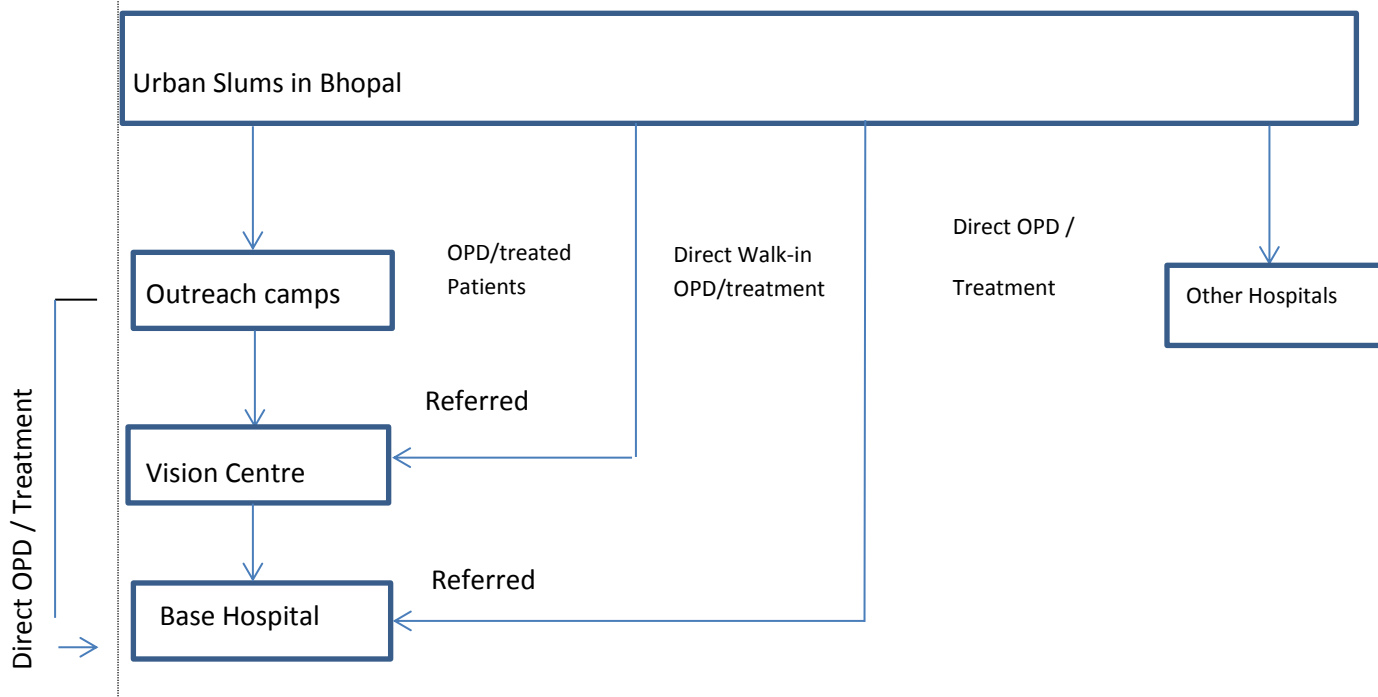 Urban Slums in Bhopal
OPD/treated
Patients
Direct Walk-in
OPD/treatment
Direct OPD /
Treatment
Outreach camps
Other Hospitals
Referred
Vision Centre
Referred
Base Hospital
Direct OPD / Treatment